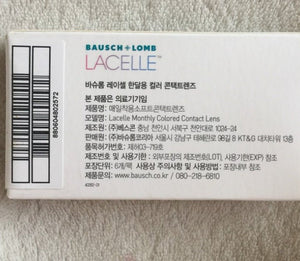 BAUSCH + LOMB
LACELLE™
바슈롬 레이셀 한달용 컬러 콘택트렌즈
본 제품은 의료기기임
제품명 : 매일착용소프트콘택트렌즈
모델명 : Lacelle Monthly Colored Contact Lens
제조원 : (주)베스콘 충남 천안시 서북구 천안대로 1024-24
판매원 : (주)바슈롬코리아 서울시 강남구 테헤란로 98길 8 KT&G 대치타워 13층
품목허가번호 : 제허03-79호
제조번호 및 사용기한 : 외부포장의 제조번호(LOT), 사용기한(EXP) 참조
포장단위 : 6개/팩 사용상 주의사항 및 사용방법 : 포장내부 참조
제품문의 : www.bausch.co.kr / 080-218-6810
8806048025721